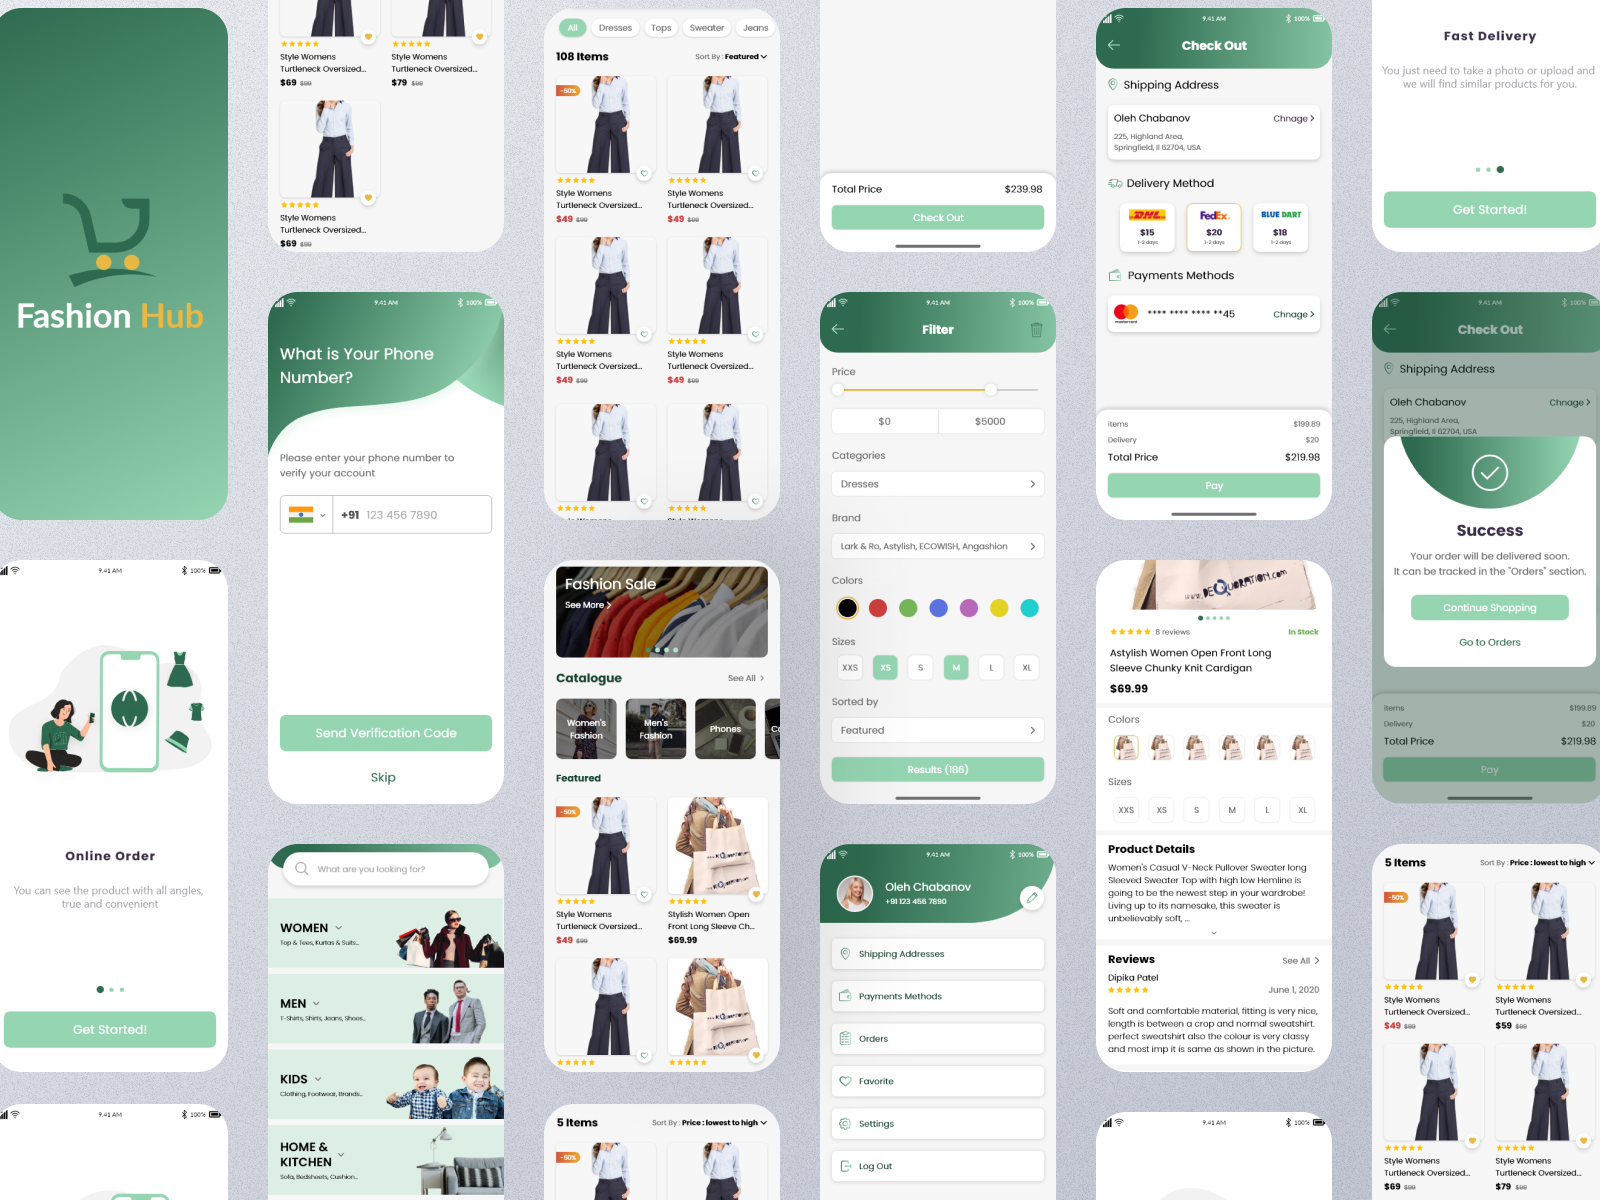 Fashion Hub
9.41 AM
100%
Online Order
You can see the product with all angles,
true and convenient
Get Started!
9.41 AM
100%
Style Womens
Turtleneck Oversized...
$69 $99
Style Womens
Turtleneck Oversized...
$79 $99
Style Womens
Turtleneck Oversized...
$69 $99
9.41 AM
100%
What is Your Phone
Number?
Please enter your phone number to
verify your account
+91 123 456 7890
Send Verification Code
Skip
What are you looking for?
WOMEN
Top & Tees, Kurtas & Suits...
MEN
T-Shirts, Shirts, Jeans, Shoos...
KIDS
Clothing, Footwear, Brands...
HOME &
KITCHEN
Sofa, Bedsheets, Cushion...
All Dresses Tops Sweater Jeans
108 Items
Sort By : Featured
-50%
Style Womens
Turtleneck Oversized...
$49 $99
Style Womens
Turtleneck Oversized...
$49 $99
Style Womens
Turtleneck Oversized...
$49 $99
Style Womens
Turtleneck Oversized...
$49 $99
Fashion Sale
See More
Catalogue
See All
Women's
Fashion
Men's
Fashion
Phones
Featured
-50%
Style Womens
Turtleneck Oversized...
$49 $99
Stylish Women Open
Front Long Sleeve Ch...
$69.99
5 Items
Sort By : Price : lowest to high
-50%
Total Price
$239.98
Check Out
9.41 AM
100%
Filter
Price
$0
$5000
Categories
Dresses
Brand
Lark & Ro, Astylish, ECOWISH, Angashion
Colors
Sizes
XXS XS S M L XL
Sorted by
Featured
Results (186)
9.41 AM
100%
Oleh Chabanov
+91 123 456 7890
Shipping Addresses
Payments Methods
Orders
Favorite
Settings
Log Out
9.41 AM
100%
Check Out
Shipping Address
Oleh Chabanov
Chnage
225, Highland Area,
Springfield, Il 62704, USA
Delivery Method
DHL
$15
1-2 days
FedEx
$20
1-2 days
BLUE DART
$18
1-2 days
Payments Methods
mastercard
**** **** **** **45
Chnage
items
$199.89
Delivery
$20
Total Price
$219.98
Pay
www.DEQUORATION.com
8 reviews
In Stock
Astylish Women Open Front Long
Sleeve Chunky Knit Cardigan
$69.99
Colors
Sizes
XXS XS S M L XL
Product Details
Women's Casual V-Neck Pullover Sweater long
Sleeved Sweater Top with high low Hemline is
going to be the newest step in your wardrobe!
Living up to its namesake, this sweater is
unbelievably soft, ...
Reviews
See All
Dipika Patel
June 1, 2020
Soft and comfortable material, fitting is very nice,
length is between a crop and normal sweatshirt.
perfect sweatshirt also the colour is very classy
and most imp it is same as shown in the picture.
9.41 AM
100%
Fast Delivery
You just need to take a photo or upload and
we will find similar products for you.
Get Started!
9.41 AM
100%
Check Out
Shipping Address
Oleh Chabanov
Chnage
225, Highland Area,
Springfield, Il 62704, USA
Success
Your order will be delivered soon.
It can be tracked in the "Orders" section.
Continue Shopping
Go to Orders
items
$199.89
Delivery
$20
Total Price
$219.98
Pay
5 Items
Sort By : Price : lowest to high
-50%
Style Womens
Turtleneck Oversized...
$49 $99
Style Womens
Turtleneck Oversized...
$59 $99
Style Womens
Turtleneck Oversized...
$69 $99
Style Womens
Turtleneck Oversized...
$79 $99